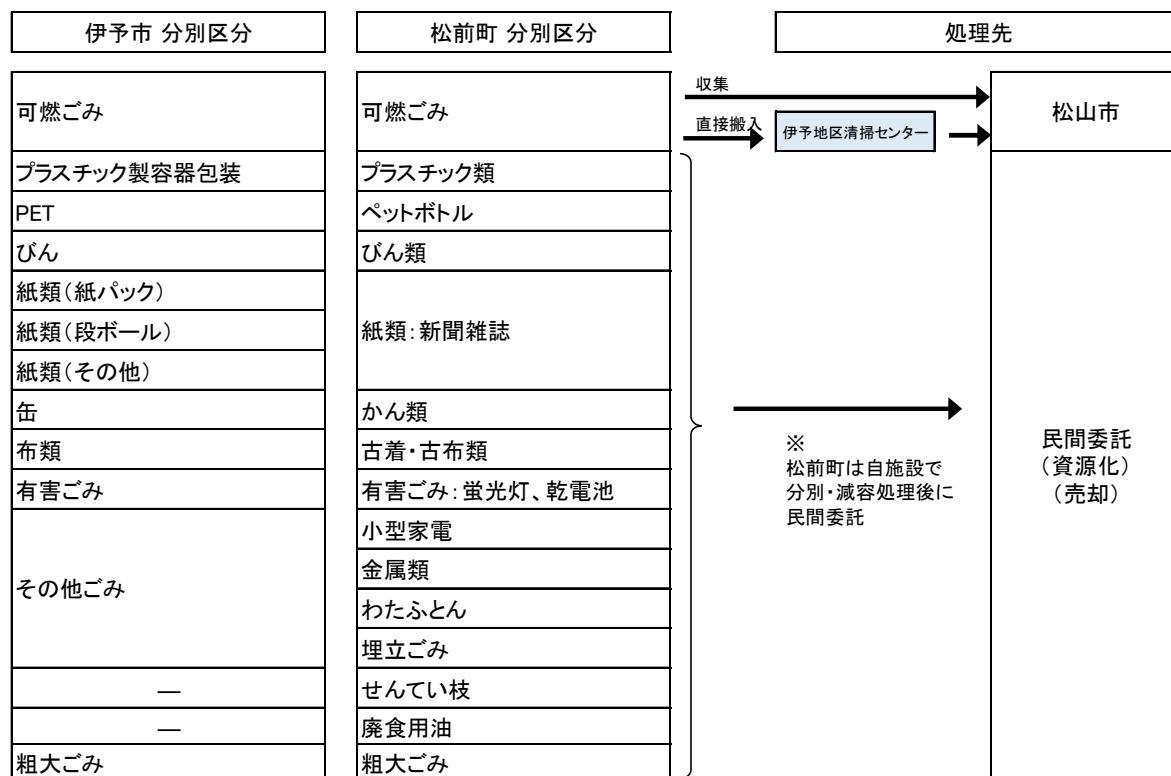 伊予市 分別区分
松前町 分別区分
処理先
可燃ごみ
可燃ごみ
収集
直接搬入
伊予地区清掃センター
松山市
プラスチック製容器包装
プラスチック類
PET
ペットボトル
びん
びん類
紙類(紙パック)
紙類(段ボール)
紙類(その他)
紙類:新聞雑誌
缶
かん類
布類
古着・古布類
有害ごみ
有害ごみ:蛍光灯、乾電池
その他ごみ
小型家電
金属類
わたふとん
埋立ごみ
―
せんてい枝
―
廃食用油
粗大ごみ
粗大ごみ
※
松前町は自施設で
分別・減容処理後に
民間委託
民間委託
(資源化)
(売却)